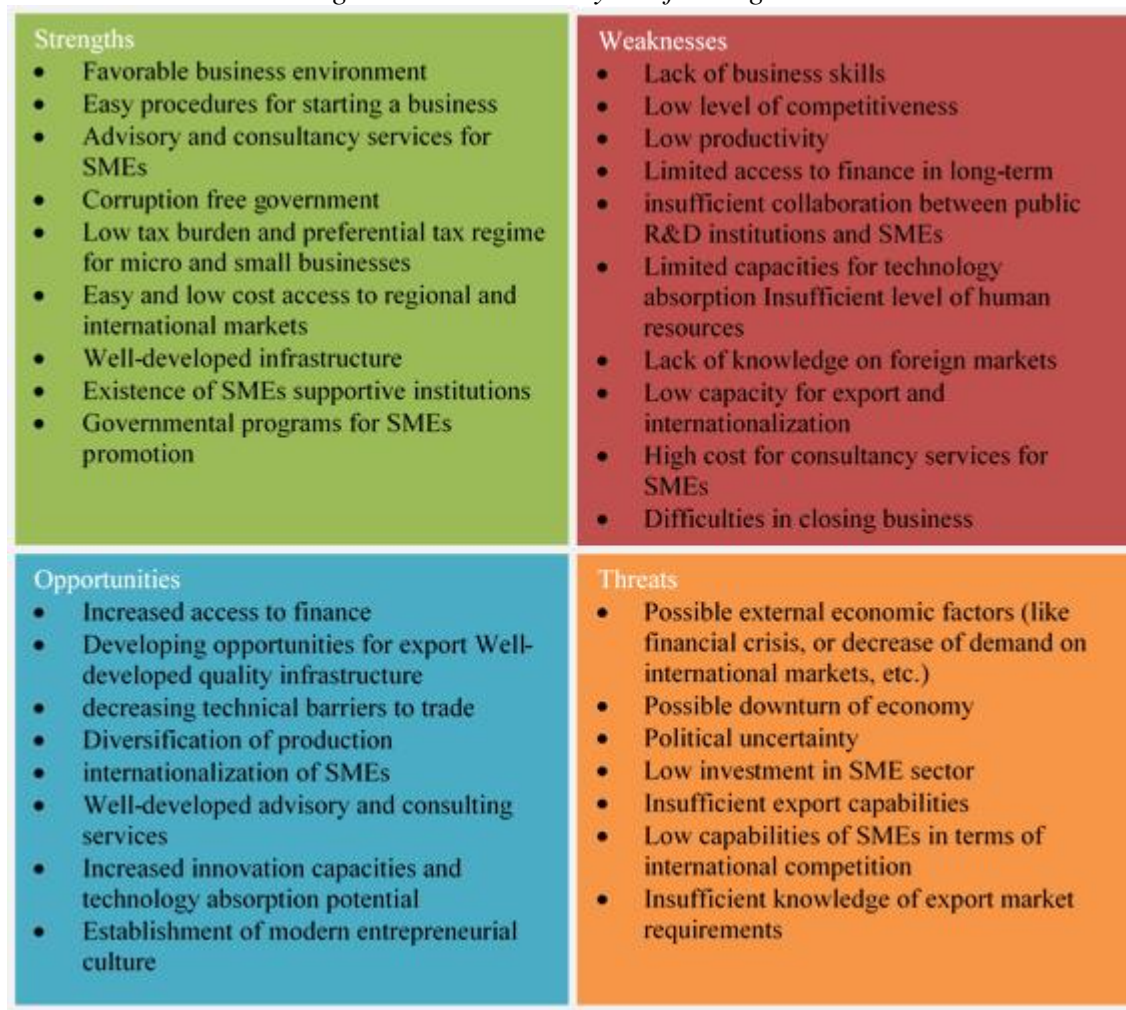 Strengths
• Favorable business environment
• Easy procedures for starting a business
• Advisory and consultancy services for
SMEs
• Corruption free government
• Low tax burden and preferential tax regime
for micro and small businesses
• Easy and low cost access to regional and
international markets
• Well-developed infrastructure
• Existence of SMEs supportive institutions
• Governmental programs for SMEs
promotion
Weaknesses
• Lack of business skills
• Low level of competitiveness
• Low productivity
• Limited access to finance in long-term
• insufficient collaboration between public
R&D institutions and SMEs
• Limited capacities for technology
absorption Insufficient level of human
resources
• Lack of knowledge on foreign markets
• Low capacity for export and
internationalization
• High cost for consultancy services for
SMEs
• Difficulties in closing business
Opportunities
• Increased access to finance
• Developing opportunities for export Well-
developed quality infrastructure
• decreasing technical barriers to trade
• Diversification of production
• internationalization of SMEs
• Well-developed advisory and consulting
services
• Increased innovation capacities and
technology absorption potential
• Establishment of modern entrepreneurial
culture
Threats
• Possible external economic factors (like
financial crisis, or decrease of demand on
international markets, etc.)
• Possible downturn of economy
• Political uncertainty
• Low investment in SME sector
• Insufficient export capabilities
• Low capabilities of SMEs in terms of
international competition
• Insufficient knowledge of export market
requirements